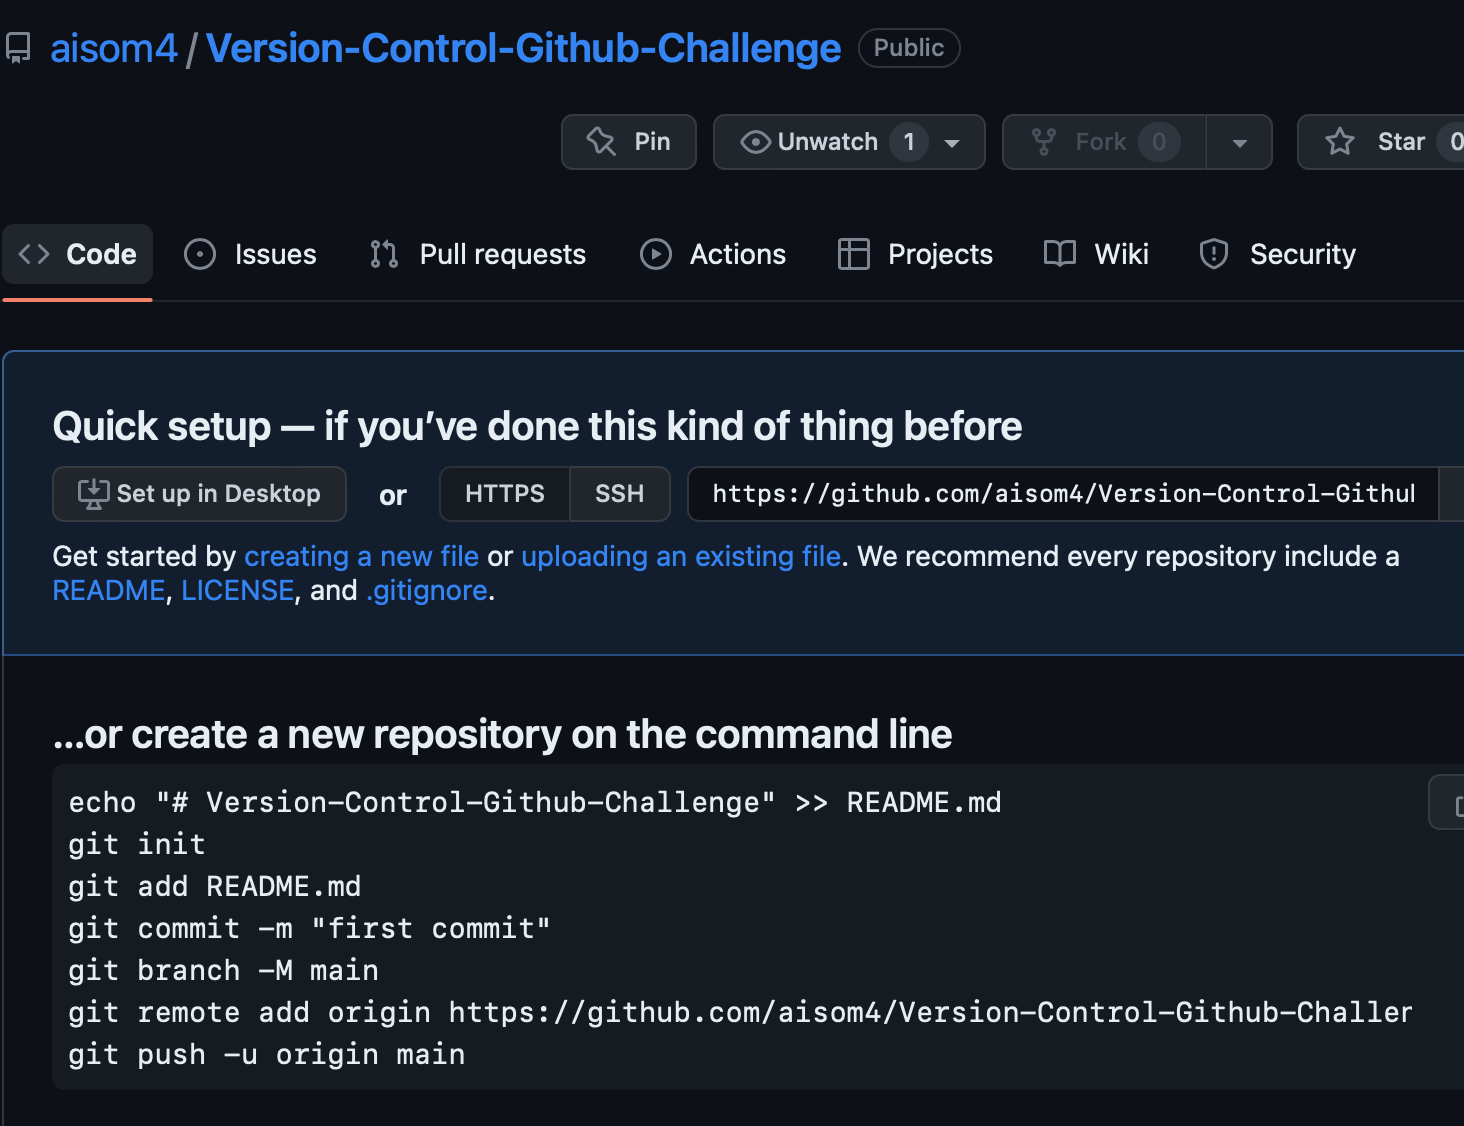 aisom4 / Version-Control-Github-Challenge Public
Pin Unwatch 1 Fork 0 Star 0
Code Issues Pull requests Actions Projects Wiki Security
Quick setup — if you’ve done this kind of thing before
Set up in Desktop or HTTPS SSH https://github.com/aisom4/Version-Control-Githul
Get started by creating a new file or uploading an existing file. We recommend every repository include a
README, LICENSE, and .gitignore.
…or create a new repository on the command line
echo "# Version-Control-Github-Challenge" >> README.md
git init
git add README.md
git commit -m "first commit"
git branch -M main
git remote add origin https://github.com/aisom4/Version-Control-Github-Challer
git push -u origin main